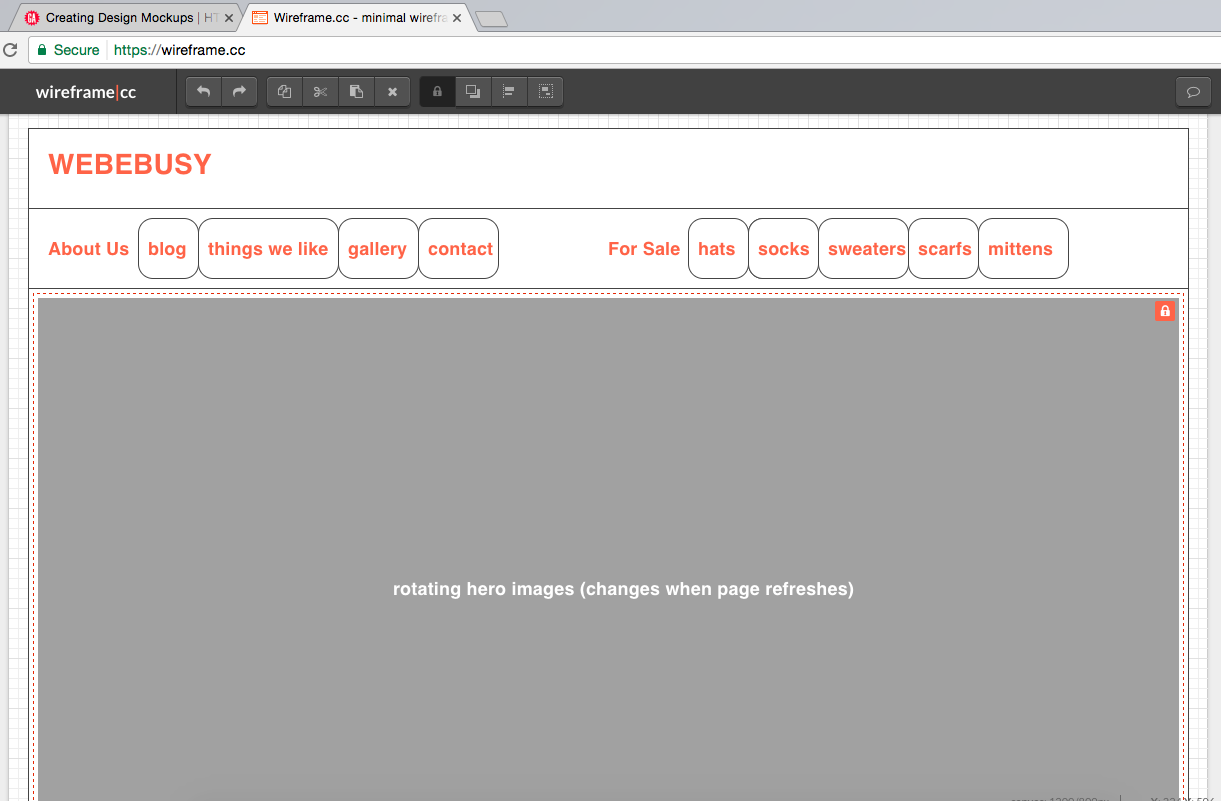 Creating Design Mockups | HT
Wireframe.cc - minimal wirefra
Secure https://wireframe.cc
wireframe|cc
WEBEBUSY
About Us blog things we like gallery contact For Sale hats socks sweaters scarfs mittens
rotating hero images (changes when page refreshes)